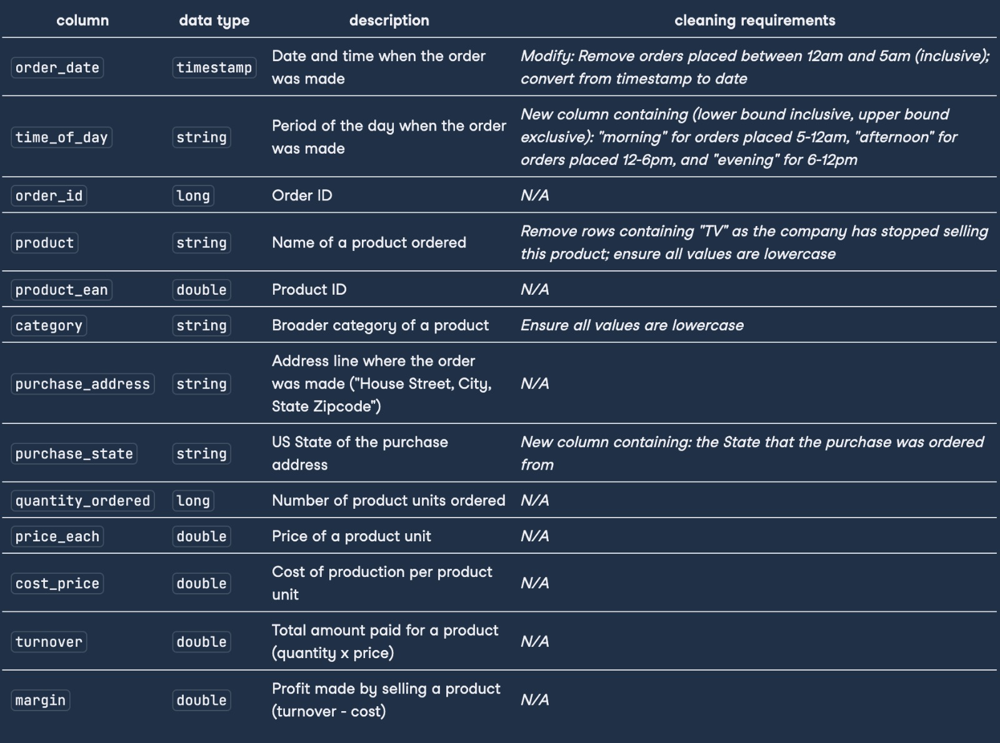 column data type description cleaning requirements
order_date timestamp Date and time when the order was made Modify: Remove orders placed between 12am and 5am (inclusive); convert from timestamp to date
time_of_day string Period of the day when the order was made New column containing (lower bound inclusive, upper bound exclusive): "morning" for orders placed 5-12am, "afternoon" for orders placed 12-6pm, and "evening" for 6-12pm
order_id long Order ID N/A
product string Name of a product ordered Remove rows containing "TV" as the company has stopped selling this product; ensure all values are lowercase
product_ean double Product ID N/A
category string Broader category of a product Ensure all values are lowercase
purchase_address string Address line where the order was made ("House Street, City, State Zipcode") N/A
purchase_state string US State of the purchase address New column containing: the State that the purchase was ordered from
quantity_ordered long Number of product units ordered N/A
price_each double Price of a product unit N/A
cost_price double Cost of production per product unit N/A
turnover double Total amount paid for a product (quantity x price) N/A
margin double Profit made by selling a product (turnover - cost) N/A